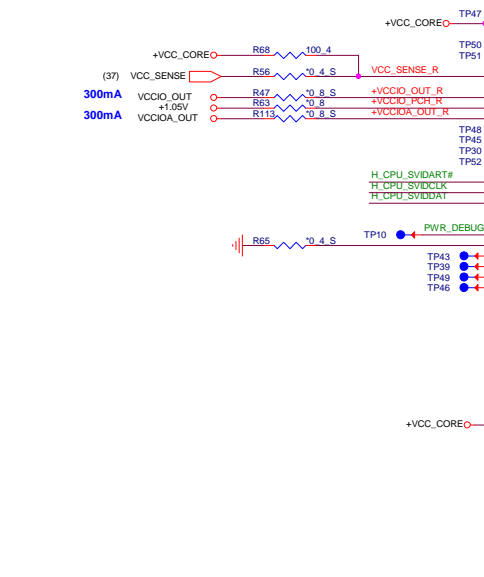 TP47
+VCC_CORE
TP50
TP51
+VCC_CORE R68 100_4
(37) VCC_SENSE R56 *0_4_S VCC_SENSE_R
300mA VCCIO_OUT R47 *0_8_S +VCCIO_OUT_R
+1.05V R63 *0_8 +VCCIO_PCH_R
300mA VCCIOA_OUT R113 *0_8_S +VCCIOA_OUT_R
TP48
TP45
TP30
TP52
H_CPU_SVIDART#
H_CPU_SVIDCLK
H_CPU_SVIDDAT
TP10 PWR_DEBUG
R65 *0_4_S
TP43
TP39
TP49
TP46
+VCC_CORE